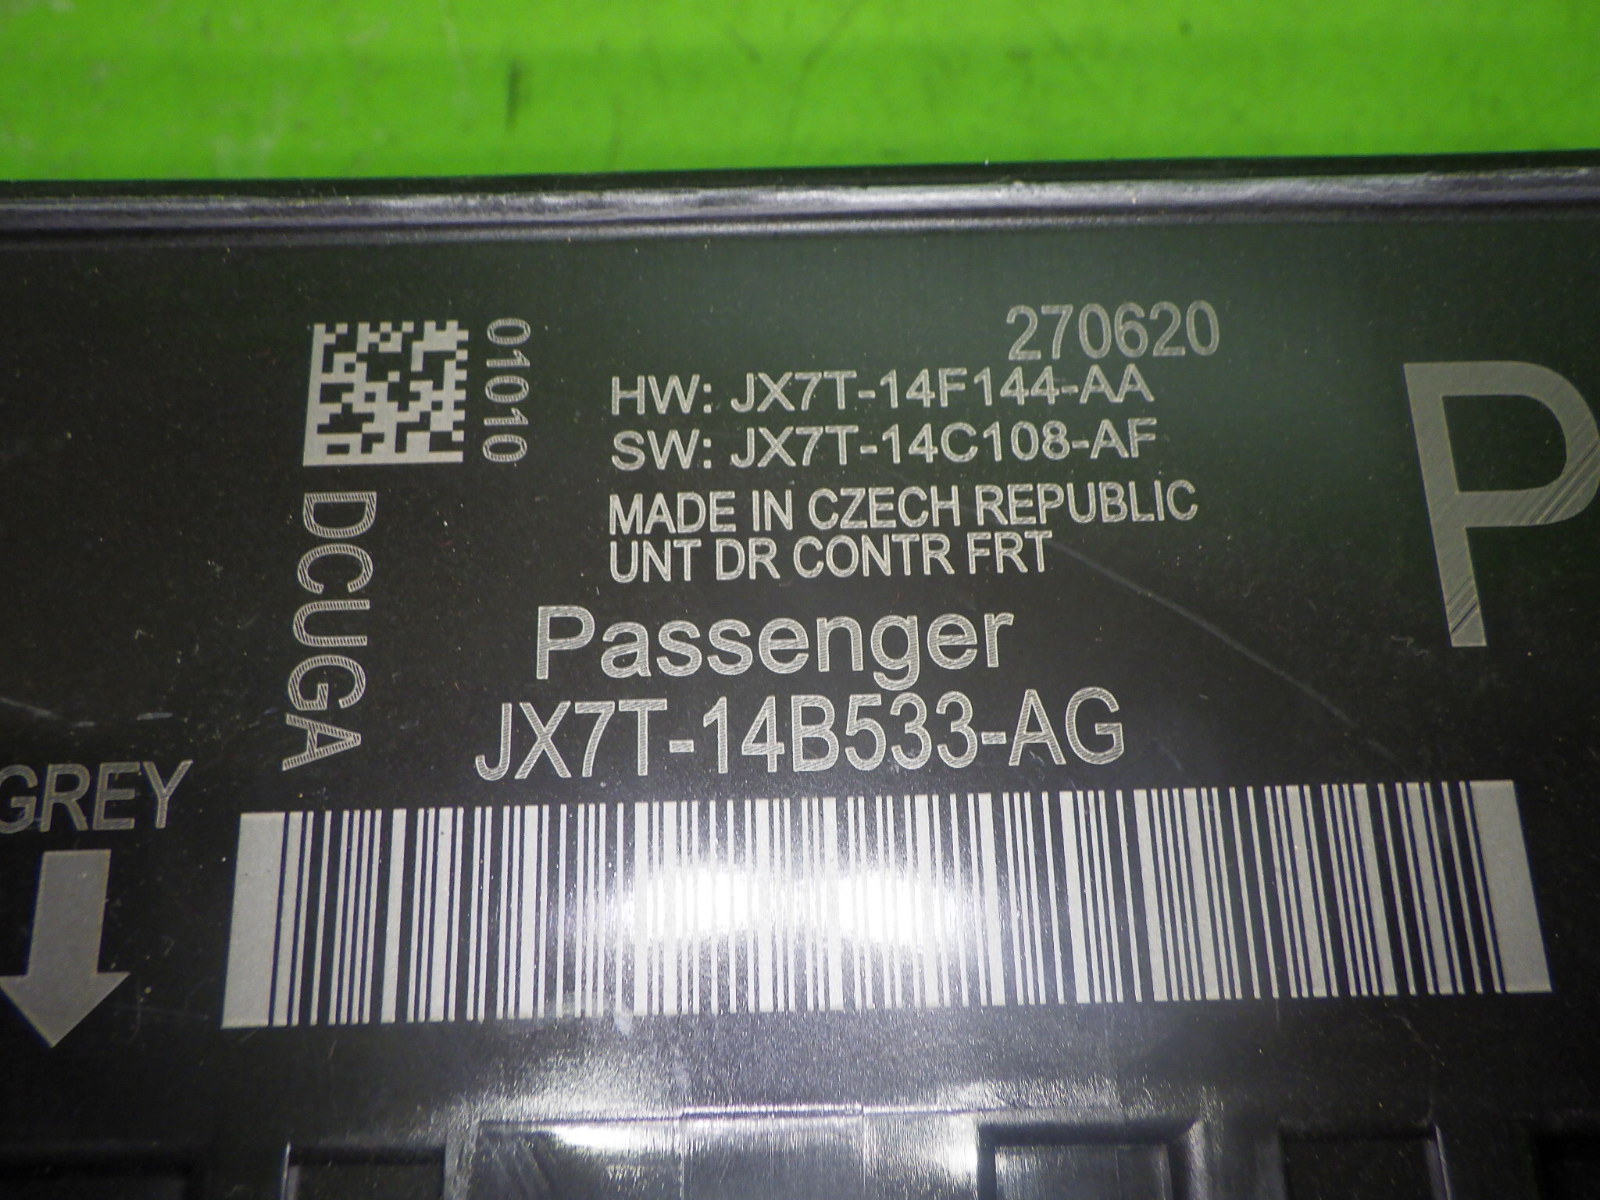 270620
HW: JX7T-14F144-AA
SW: JX7T-14C108-AF
MADE IN CZECH REPUBLIC
UNT DR CONTR FRT
Passenger
JX7T-14B533-AG
01010
DCUGA
GREY
P